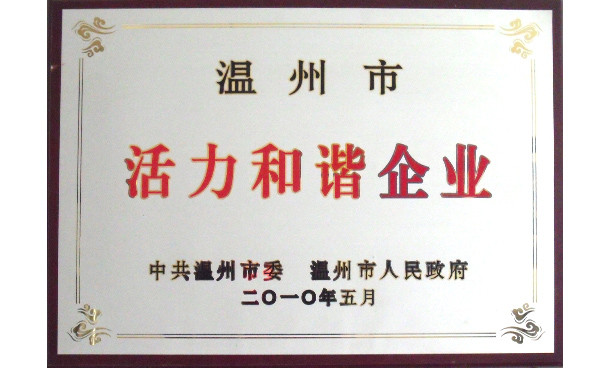 温州市
活力和谐企业
中共温州市委 温州市人民政府
二〇一〇年五月